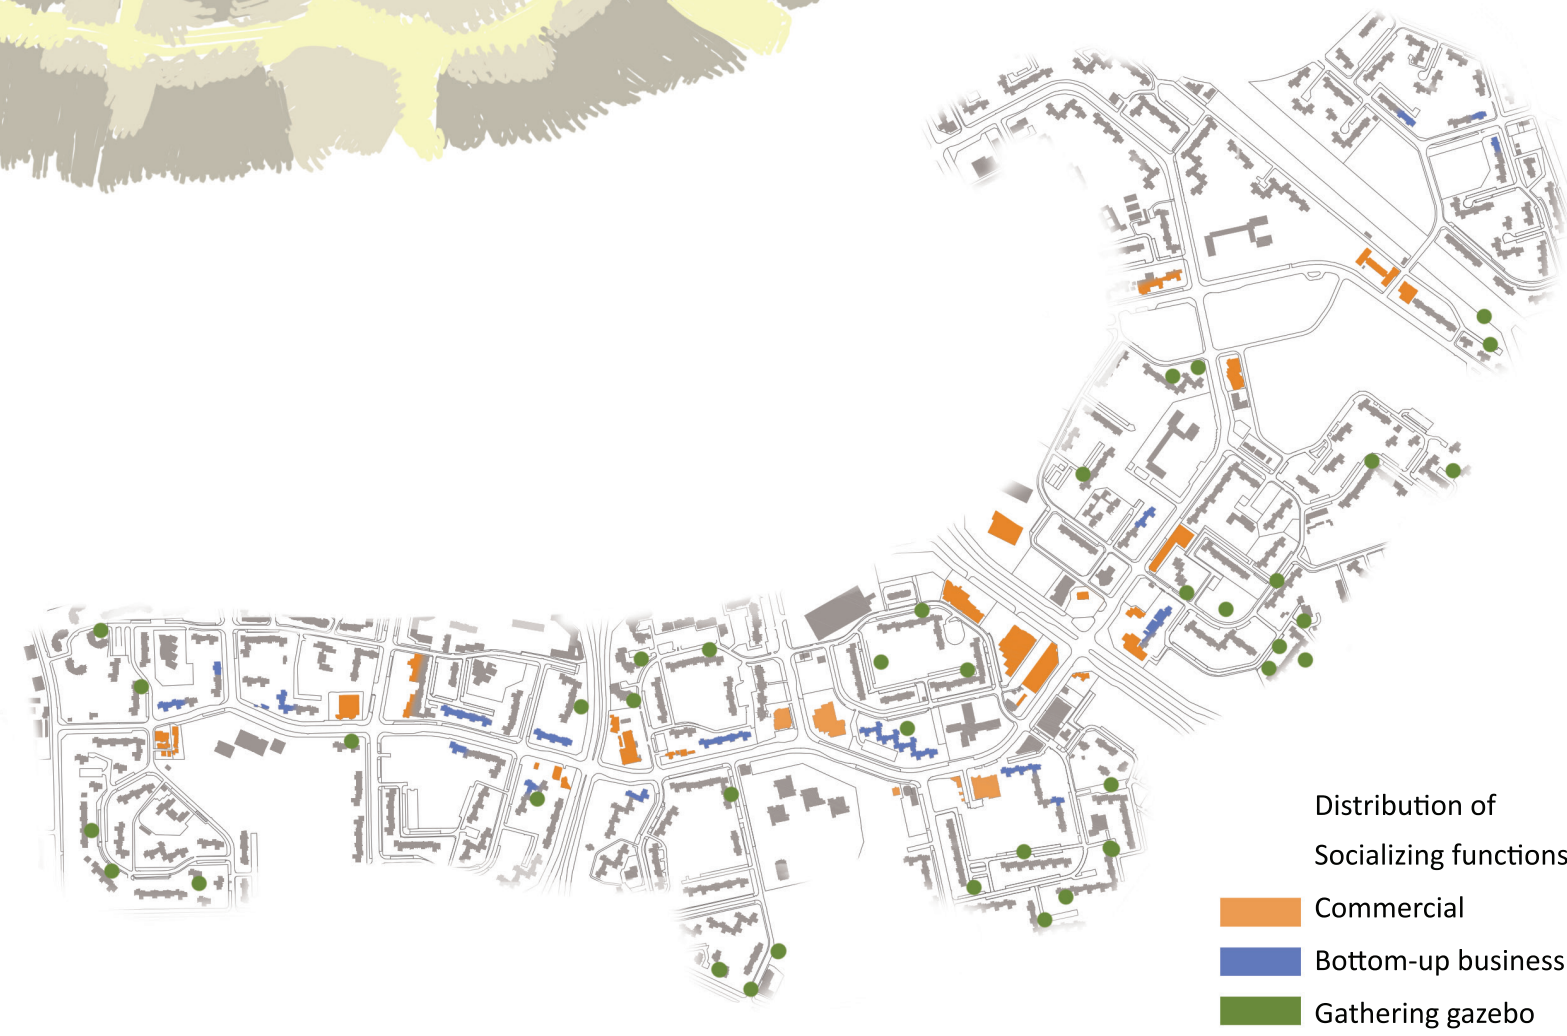 Distribution of
Socializing functions
Commercial
Bottom-up business
Gathering gazebo